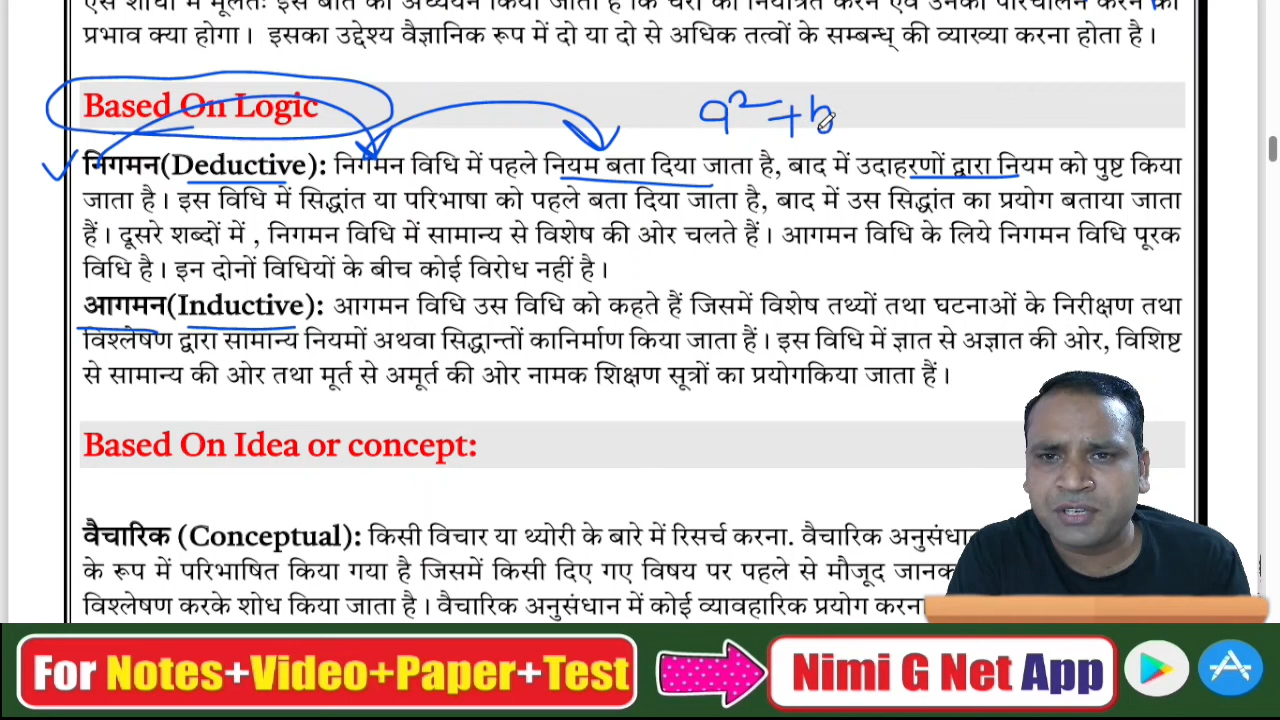 प्रभाव क्या होगा। इसका उद्देश्य वैज्ञानिक रूप में दो या दो से अधिक तत्वों के सम्बन्ध् की व्याख्या करना होता है।
Based On Logic
a²+b
निगमन(Deductive): निगमन विधि में पहले नियम बता दिया जाता है, बाद में उदाहरणों द्वारा नियम को पुष्ट किया
जाता है। इस विधि में सिद्धांत या परिभाषा को पहले बता दिया जाता है, बाद में उस सिद्धांत का प्रयोग बताया जाता
हैं। दूसरे शब्दों में , निगमन विधि में सामान्य से विशेष की ओर चलते हैं। आगमन विधि के लिये निगमन विधि पूरक
विधि है। इन दोनों विधियों के बीच कोई विरोध नहीं है।
आगमन(Inductive): आगमन विधि उस विधि को कहते हैं जिसमें विशेष तथ्यों तथा घटनाओं के निरीक्षण तथा
विश्लेषण द्वारा सामान्य नियमों अथवा सिद्धान्तों कानिर्माण किया जाता हैं। इस विधि में ज्ञात से अज्ञात की ओर, विशिष्ट
से सामान्य की ओर तथा मूर्त से अमूर्त की ओर नामक शिक्षण सूत्रों का प्रयोगकिया जाता हैं।
Based On Idea or concept:
वैचारिक (Conceptual): किसी विचार या थ्योरी के बारे में रिसर्च करना. वैचारिक
के रूप में परिभाषित किया गया है जिसमें किसी दिए गए विषय पर पहले से मौजूद
विश्लेषण करके शोध किया जाता है। वैचारिक अनुसंधान में कोई व्यावहारिक प्रयोग
For Notes+Video+Paper+Test
Nimi G Net App